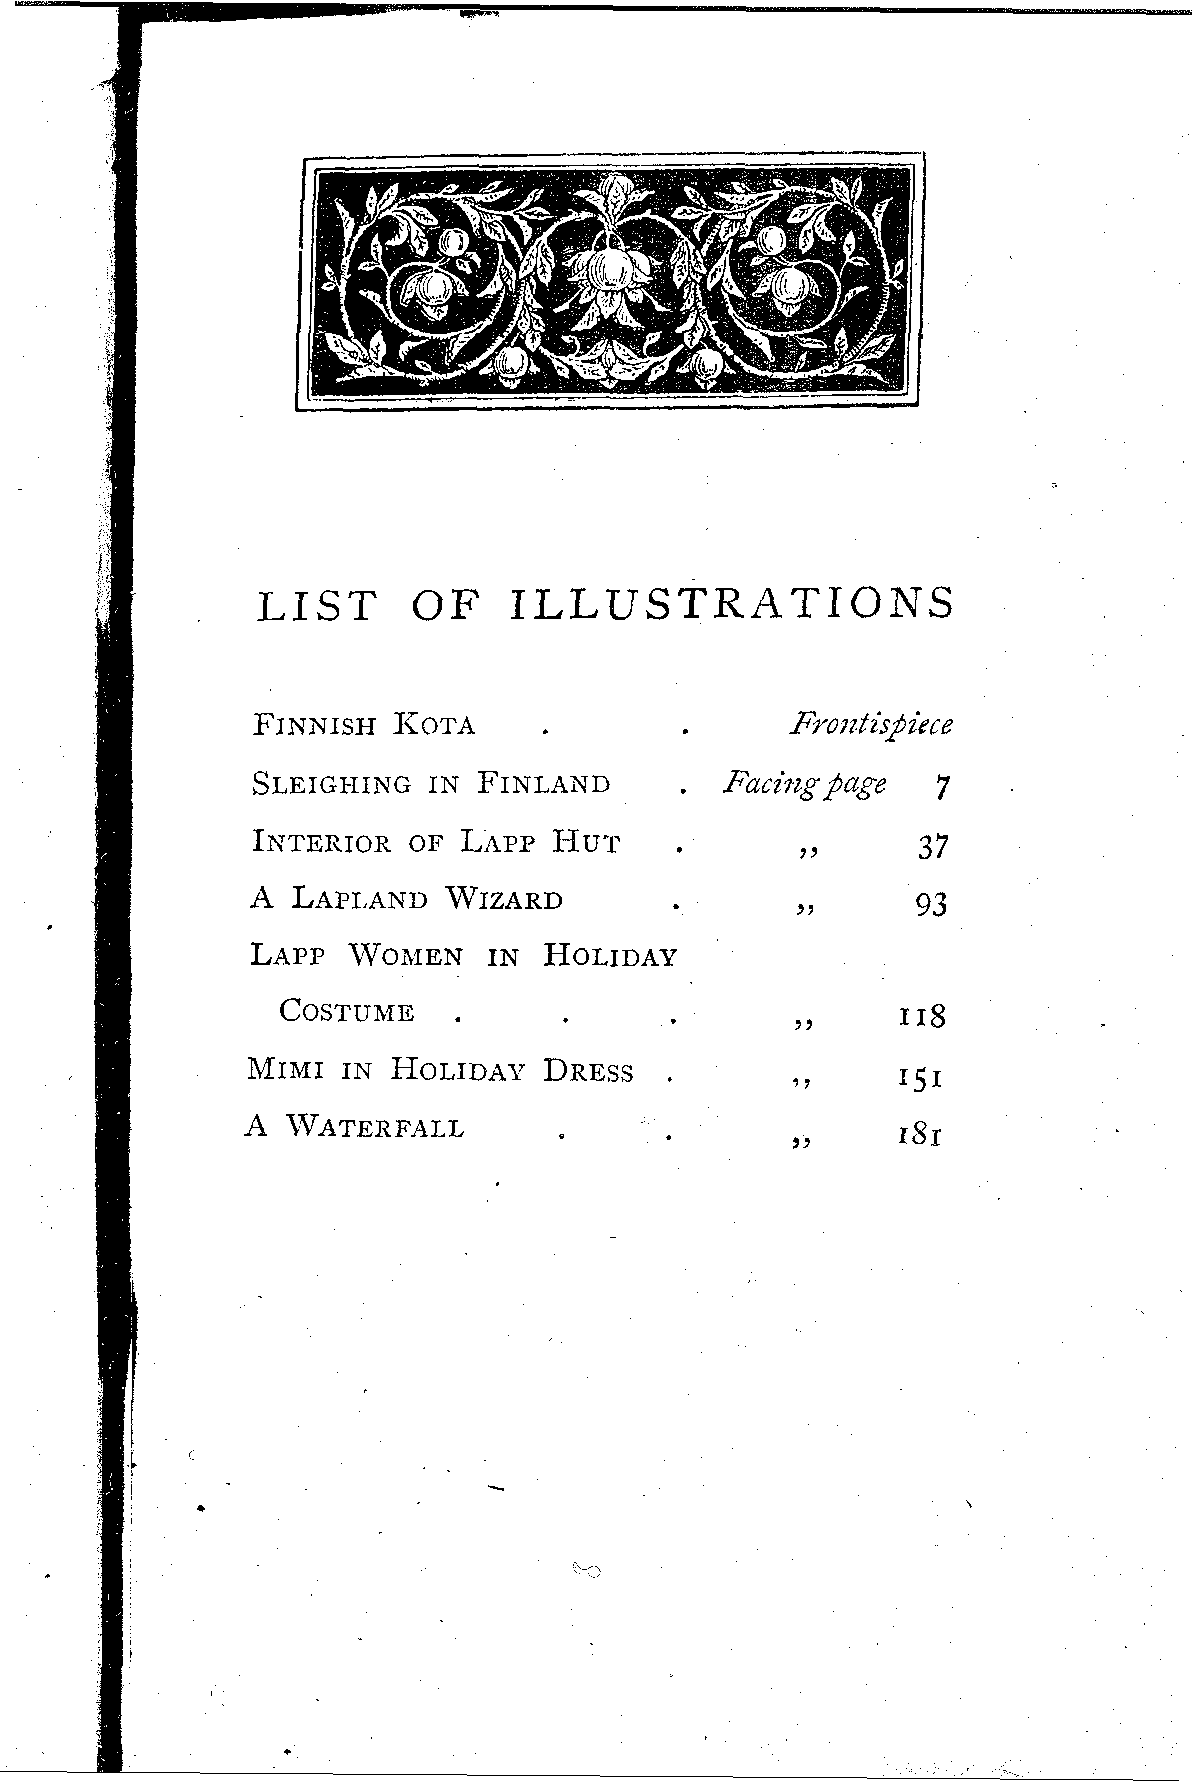 LIST OF ILLUSTRATIONS
FINNISH KOTA . . Frontispiece
SLEIGHING IN FINLAND . Facing page 7
INTERIOR OF LAPP HUT . ,, 37
A LAPLAND WIZARD . ,, 93
LAPP WOMEN IN HOLIDAY
COSTUME . . . ,, 118
MIMI IN HOLIDAY DRESS . ,, 151
A WATERFALL . . ,, 181